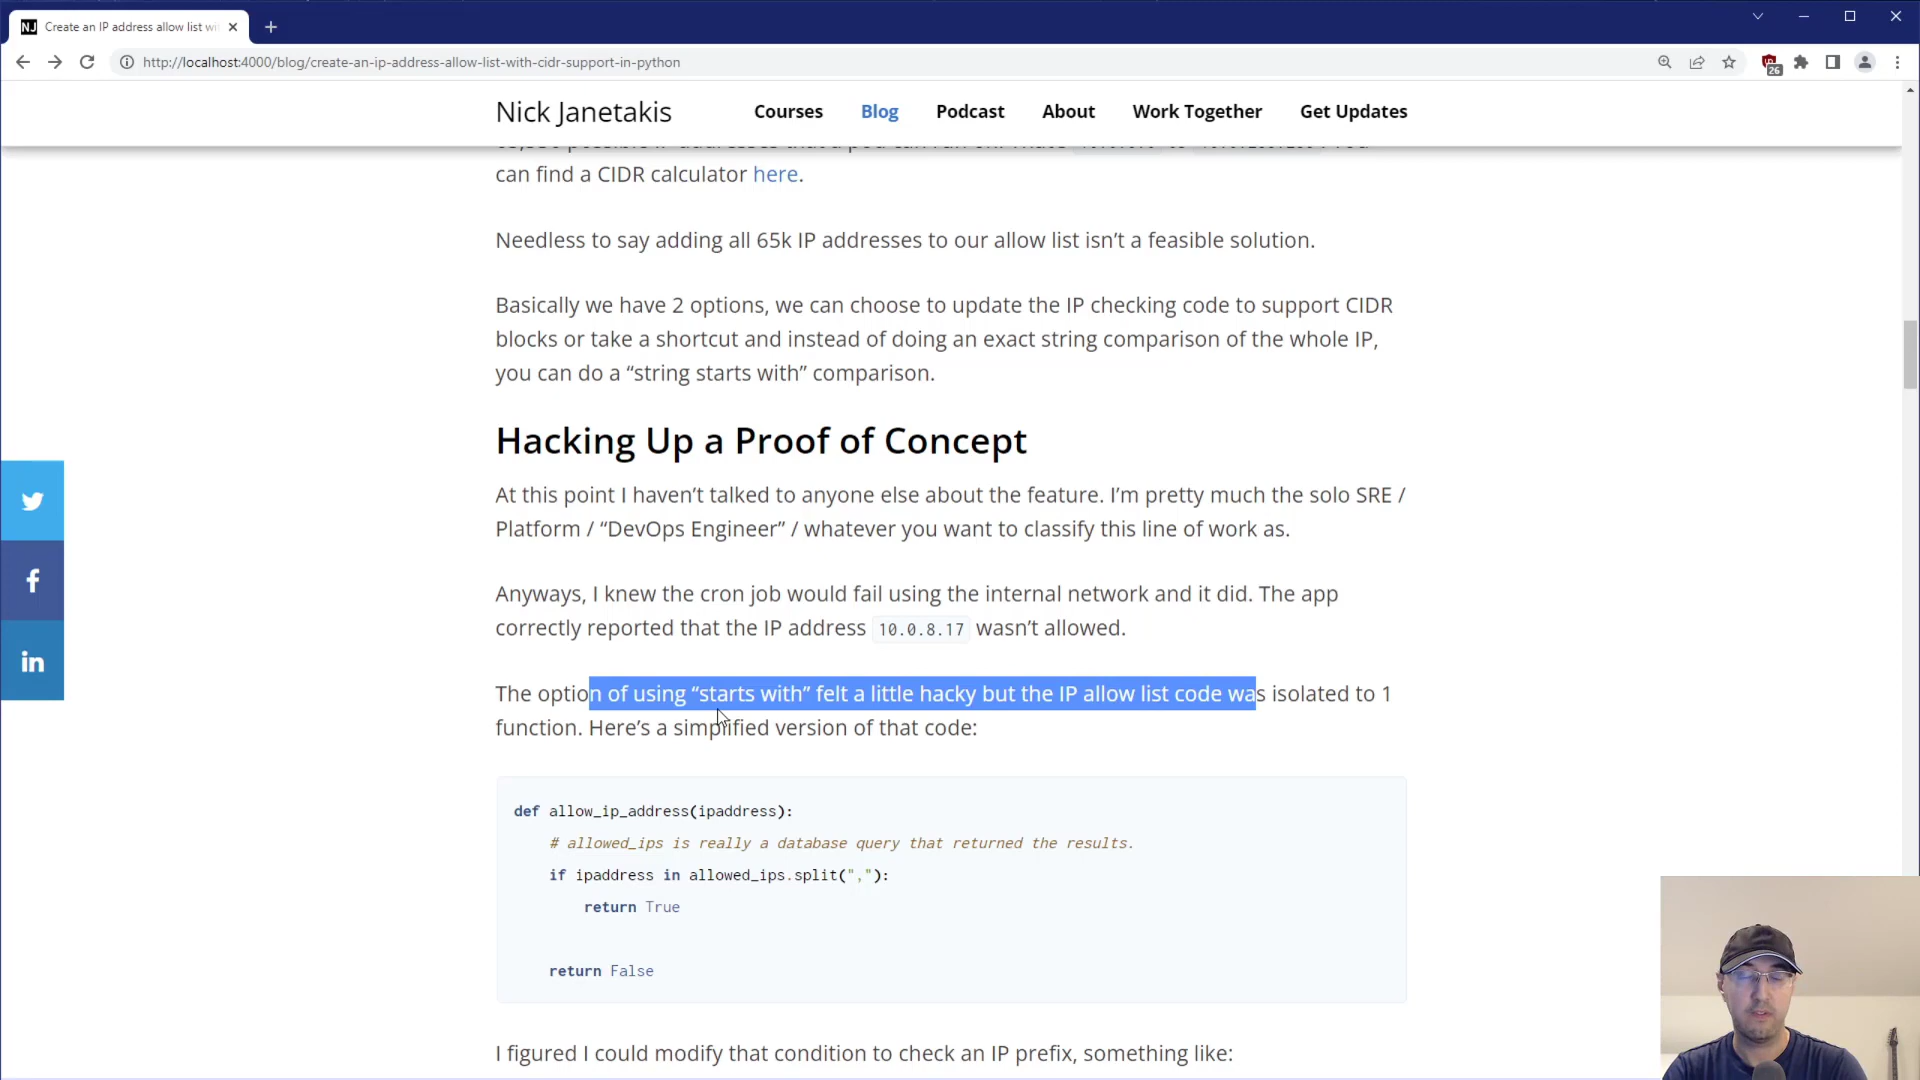 NJ Create an IP address allow list wi
http://localhost:4000/blog/create-an-ip-address-allow-list-with-cidr-support-in-python
26
Nick Janetakis Courses Blog Podcast About Work Together Get Updates
can find a CIDR calculator here.
Needless to say adding all 65k IP addresses to our allow list isn’t a feasible solution.
Basically we have 2 options, we can choose to update the IP checking code to support CIDR
blocks or take a shortcut and instead of doing an exact string comparison of the whole IP,
you can do a “string starts with” comparison.
Hacking Up a Proof of Concept
At this point I haven’t talked to anyone else about the feature. I’m pretty much the solo SRE /
Platform / “DevOps Engineer” / whatever you want to classify this line of work as.
Anyways, I knew the cron job would fail using the internal network and it did. The app
correctly reported that the IP address 10.0.8.17 wasn’t allowed.
The option of using “starts with” felt a little hacky but the IP allow list code was isolated to 1
function. Here’s a simplified version of that code:
def allow_ip_address(ipaddress):
# allowed_ips is really a database query that returned the results.
if ipaddress in allowed_ips.split(","):
return True
return False
I figured I could modify that condition to check an IP prefix, something like: